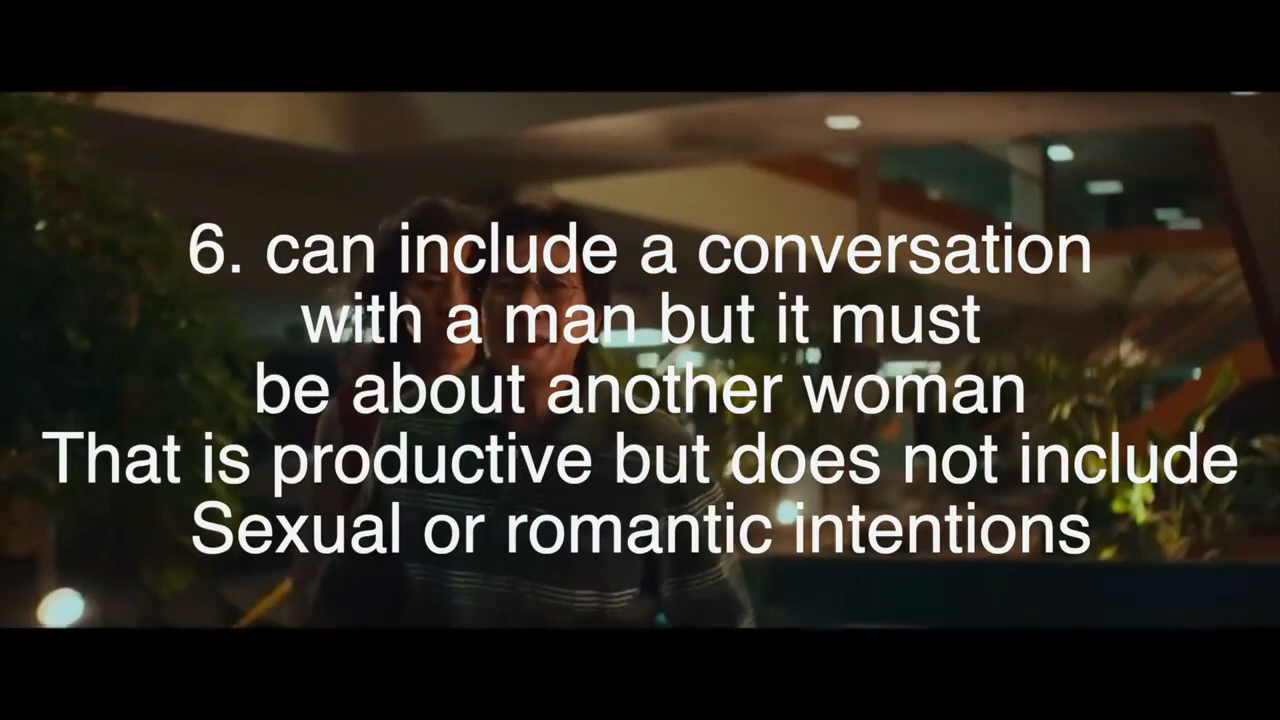 6. can include a conversation
with a man but it must
be about another woman
That is productive but does not include
Sexual or romantic intentions